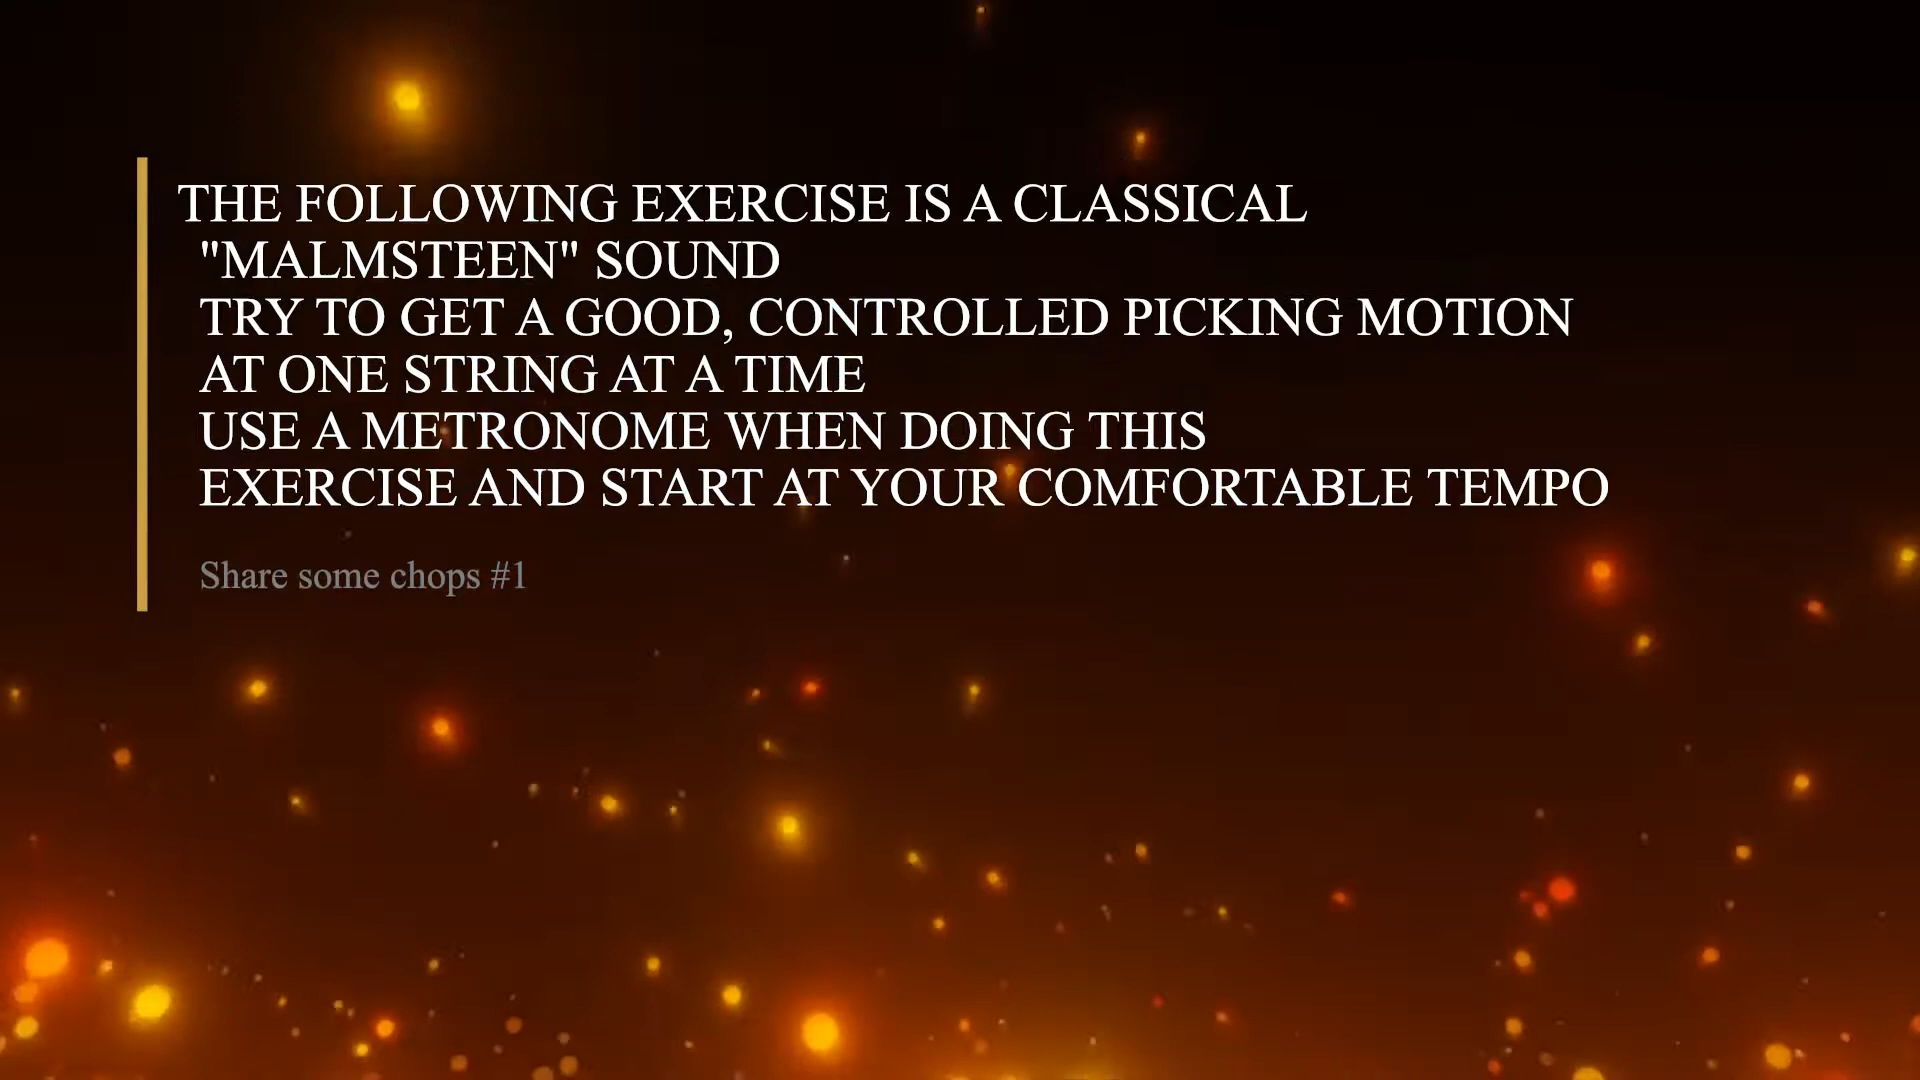 THE FOLLOWING EXERCISE IS A CLASSICAL
"MALMSTEEN" SOUND
TRY TO GET A GOOD, CONTROLLED PICKING MOTION
AT ONE STRING AT A TIME
USE A METRONOME WHEN DOING THIS
EXERCISE AND START AT YOUR COMFORTABLE TEMPO
Share some chops #1